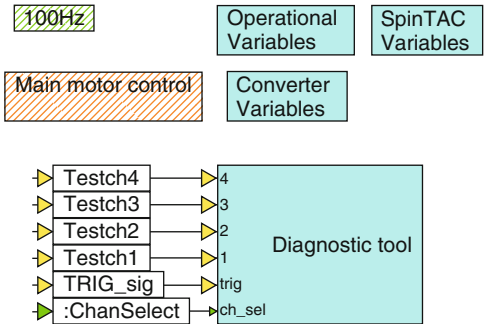 100Hz
Operational
Variables
SpinTAC
Variables
Main motor control
Converter
Variables
Testch4
4
Testch3
3
Testch2
2
Testch1
1
Diagnostic tool
TRIG_sig
trig
:ChanSelect
ch_sel